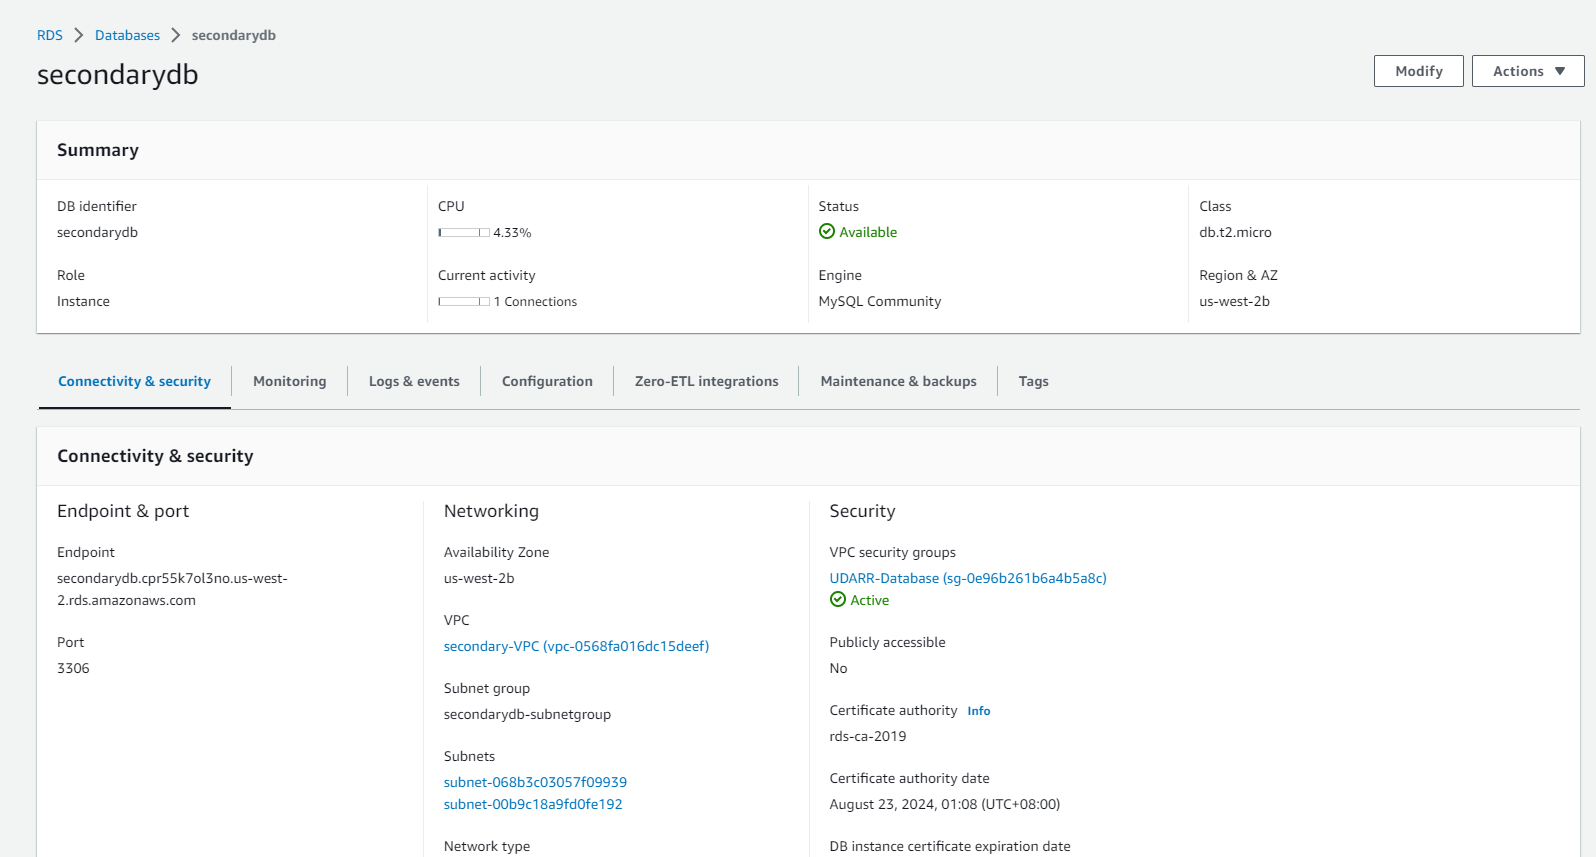 RDS > Databases > secondarydb
secondarydb
Modify
Actions
Summary
DB identifier
secondarydb
CPU
4.33%
Status
Available
Class
db.t2.micro
Role
Instance
Current activity
1 Connections
Engine
MySQL Community
Region & AZ
us-west-2b
Connectivity & security
Monitoring
Logs & events
Configuration
Zero-ETL integrations
Maintenance & backups
Tags
Connectivity & security
Endpoint & port
Endpoint
secondarydb.cpr55k7ol3no.us-west-
2.rds.amazonaws.com
Port
3306
Networking
Availability Zone
us-west-2b
VPC
secondary-VPC (vpc-0568fa016dc15deef)
Subnet group
secondarydb-subnetgroup
Subnets
subnet-068b3c03057f09939
subnet-00b9c18a9fd0fe192
Network type
Security
VPC security groups
UDARR-Database (sg-0e96b261b6a4b5a8c)
Active
Publicly accessible
No
Certificate authority Info
rds-ca-2019
Certificate authority date
August 23, 2024, 01:08 (UTC+08:00)
DB instance certificate expiration date